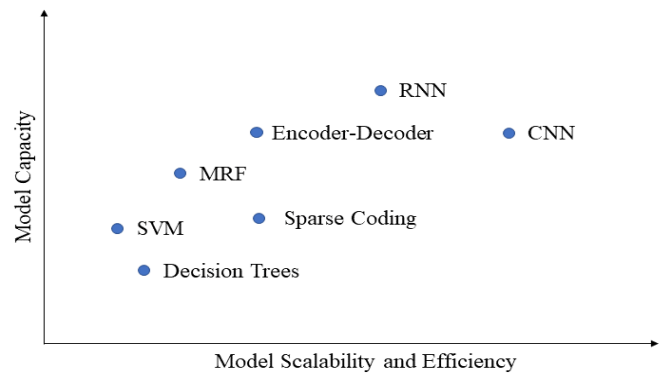 RNN
Encoder-Decoder
CNN
MRF
Sparse Coding
SVM
Decision Trees
Model Capacity
Model Scalability and Efficiency